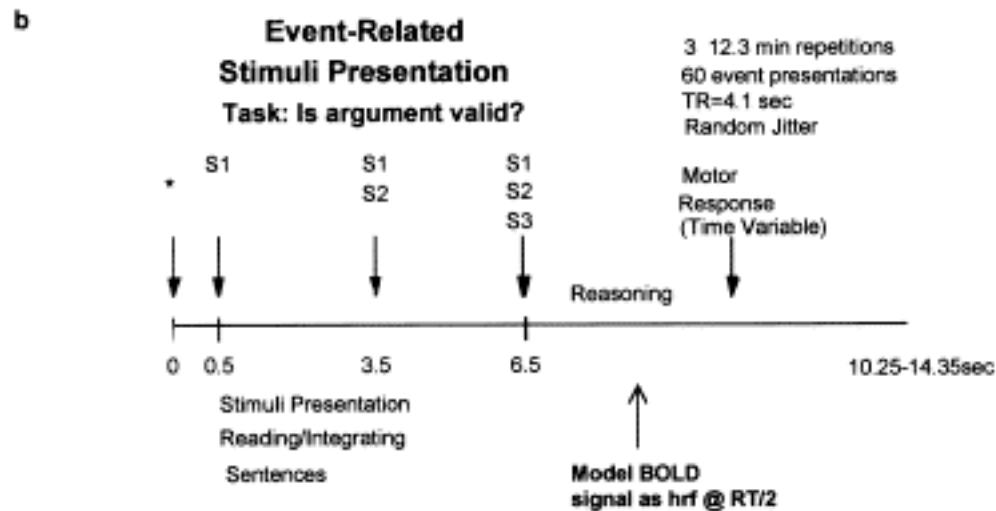 b
Event-Related
Stimuli Presentation
Task: Is argument valid?
3 12.3 min repetitions
60 event presentations
TR=4.1 sec
Random Jitter
*
S1
S1
S2
S1
S2
S3
Motor
Response
(Time Variable)
Reasoning
0 0.5 3.5 6.5 10.25-14.35sec
Stimuli Presentation
Reading/Integrating
Sentences
Model BOLD
signal as hrf @ RT/2